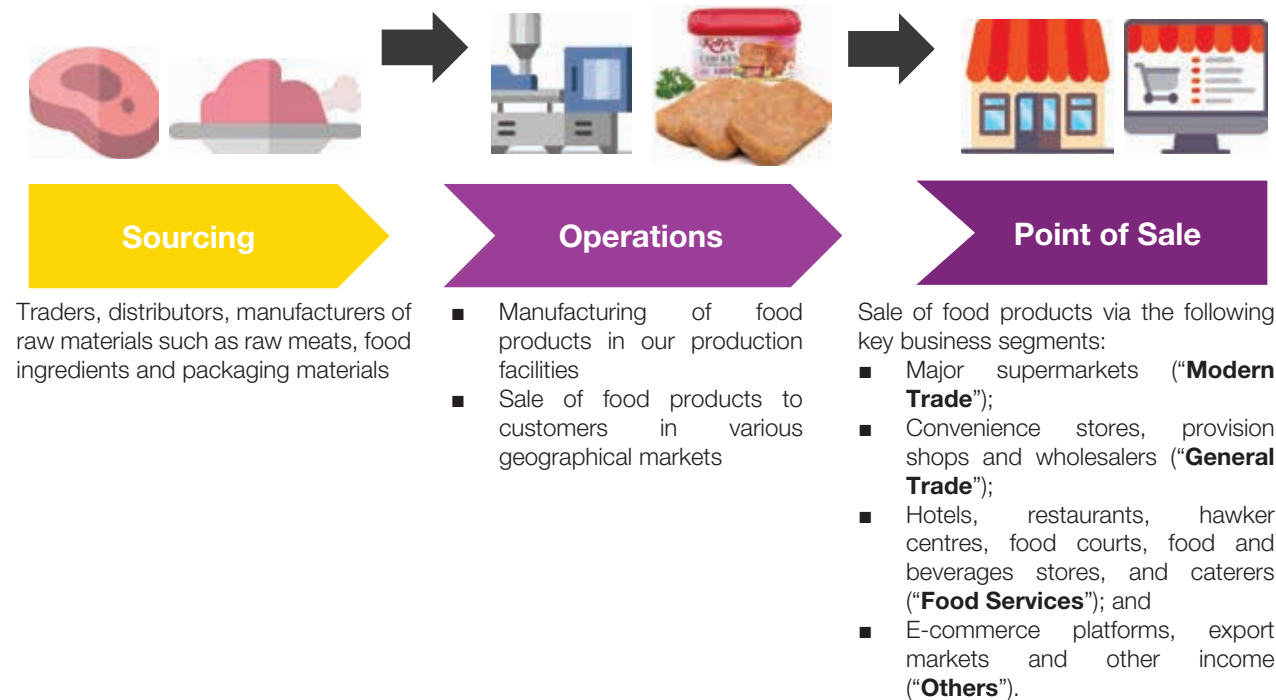 Sourcing
Operations
Point of Sale
Traders, distributors, manufacturers of
raw materials such as raw meats, food
ingredients and packaging materials
■ Manufacturing of food
products in our production
facilities
■ Sale of food products to
customers in various
geographical markets
Sale of food products via the following
key business segments:
■ Major supermarkets (“Modern
Trade”);
■ Convenience stores, provision
shops and wholesalers (“General
Trade”);
■ Hotels, restaurants, hawker
centres, food courts, food and
beverages stores, and caterers
(“Food Services”); and
■ E-commerce platforms, export
markets and other income
(“Others”).